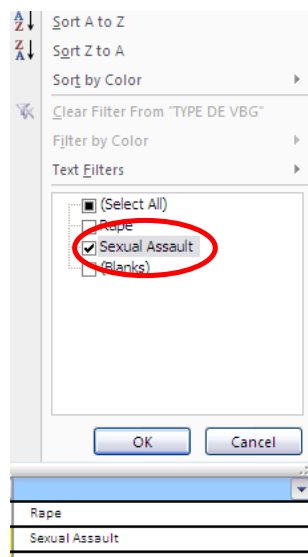 Sort A to Z
Sort Z to A
Sort by Color
Clear Filter From "TYPE DE VBG"
Filter by Color
Text Filters
(Select All)
Rape
Sexual Assault
(Blanks)
OK Cancel
Rape
Sexual Assault